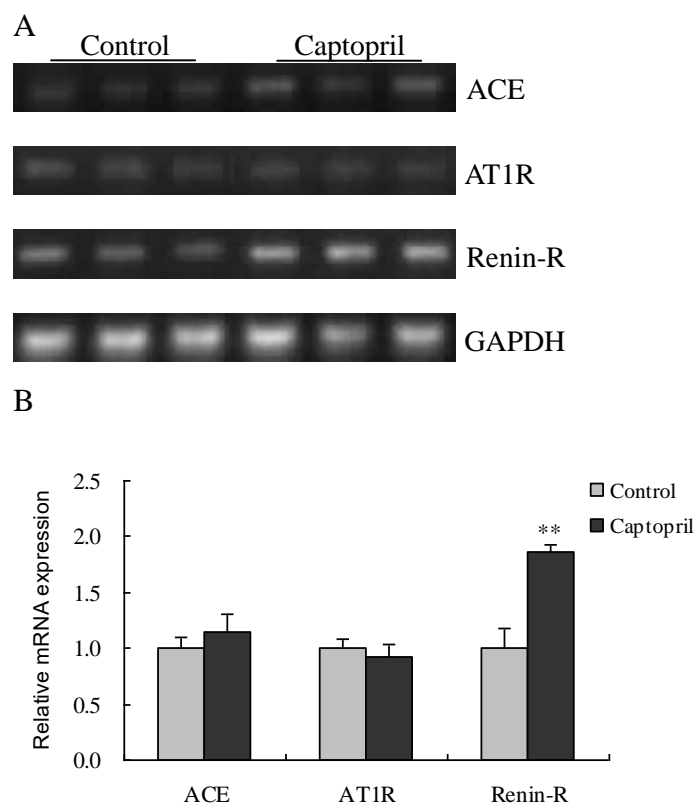 A
Control Captopril
ACE
AT1R
Renin-R
GAPDH
B
Relative mRNA expression
2.5
2.0
1.5
1.0
0.5
0.0
**
Control
Captopril
ACE AT1R Renin-R